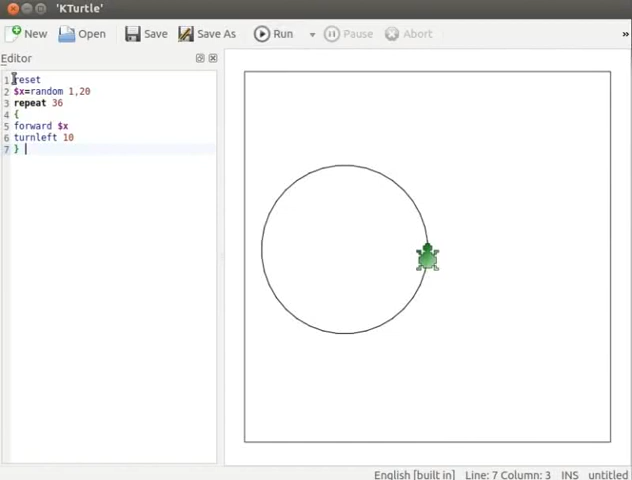 'KTurtle'
New Open Save Save As Run Pause Abort »
Editor
1 reset
2 $x=random 1,20
3 repeat 36
4 {
5 forward $x
6 turnleft 10
7 }
English [built in] Line: 7 Column: 3 INS untitled